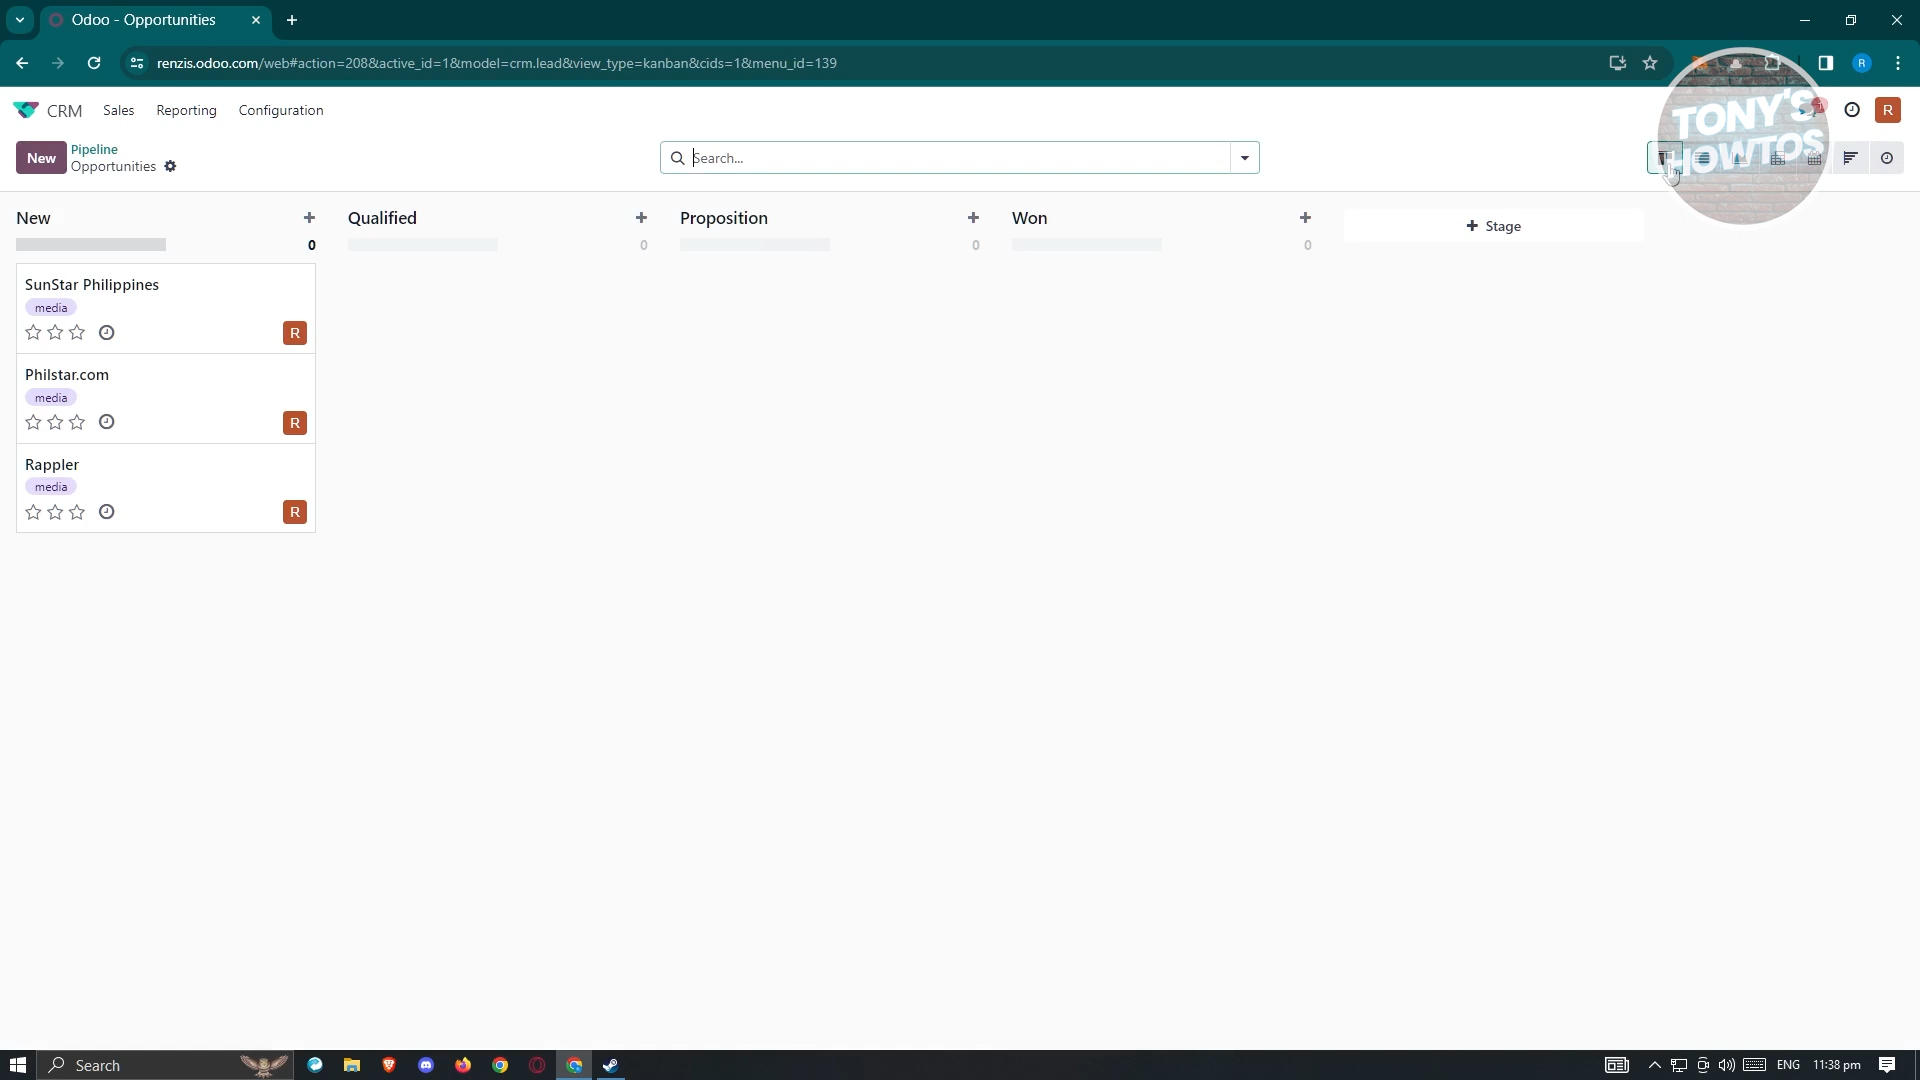 Odoo - Opportunities
renzis.odoo.com/web#action=208&active_id=1&model=crm.lead&view_type=kanban&cids=1&menu_id=139
R
CRM Sales Reporting Configuration
R
TONY'S
HOWTOS
New
Pipeline
Opportunities
Search...
New
0
Qualified
0
Proposition
0
Won
0
Stage
SunStar Philippines
media
R
Philstar.com
media
R
Rappler
media
R
Search
ENG 11:38 pm